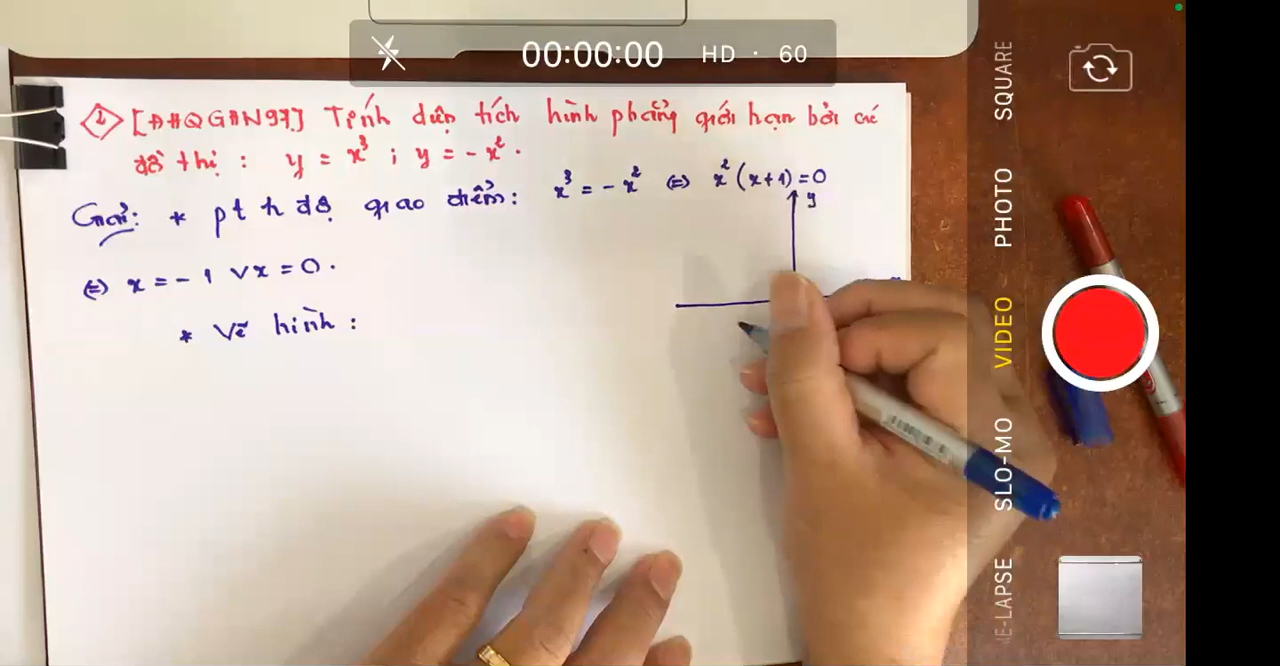 00:00:00 HD · 60
2 [ĐHQGHN97] Tính diện tích hình phẳng giới hạn bởi các
đồ thị : y = x³ ; y = - x² .
Giải: * pt h độ giao điểm: x³ = - x² ⇔ x² (x+1) = 0
y
⇔ x = - 1 ∨ x = 0 .
* Vẽ hình :
SQUARE
PHOTO
VIDEO
SLO-MO
E-LAPSE